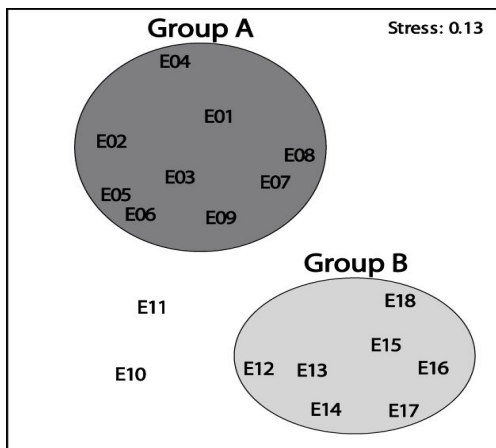 Group A
Stress: 0.13
E04
E01
E02
E08
E03
E07
E05
E06
E09
Group B
E11
E18
E15
E10
E12
E13
E16
E14
E17